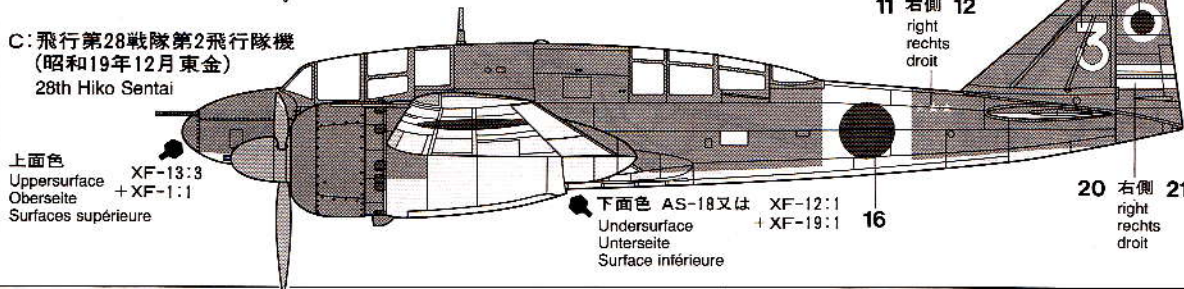 11 右側 12
right
rechts
droit
C:飛行第28戦隊第2飛行隊機
(昭和19年12月東金)
28th Hiko Sentai
3
上面色
Uppersurface
Oberseite
Surfaces supérieure
XF-13:3
+XF-1:1
下面色 AS-18又は XF-12:1
+XF-19:1
Undersurface
Unterseite
Surface inférieure
16
20 右側 21
right
rechts
droit